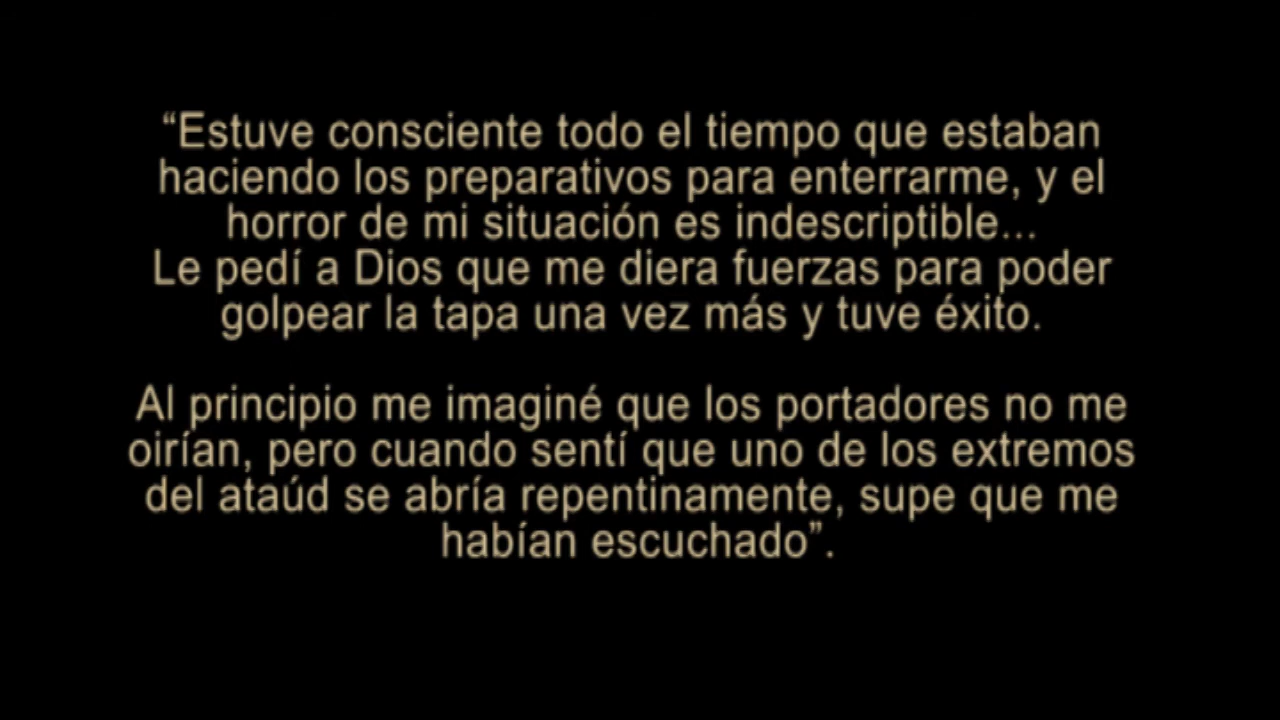 “Estuve consciente todo el tiempo que estaban
haciendo los preparativos para enterrarme, y el
horror de mi situación es indescriptible...
Le pedí a Dios que me diera fuerzas para poder
golpear la tapa una vez más y tuve éxito.
Al principio me imaginé que los portadores no me
oirían, pero cuando sentí que uno de los extremos
del ataúd se abría repentinamente, supe que me
habían escuchado”.